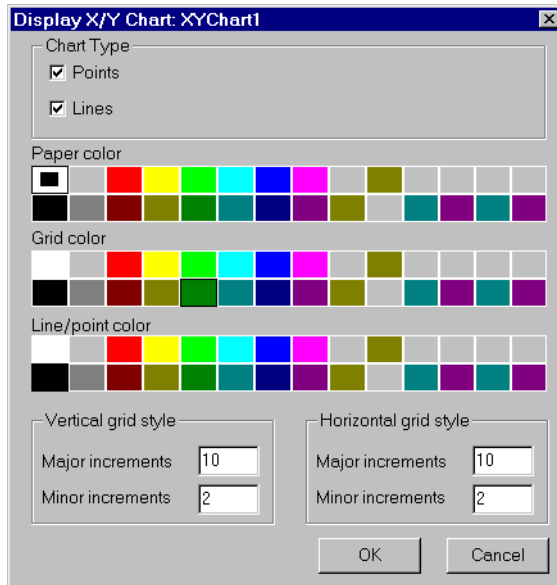 Display X/Y Chart: XYChart1
Chart Type
Points
Lines
Paper color
Grid color
Line/point color
Vertical grid style
Major increments 10
Minor increments 2
Horizontal grid style
Major increments 10
Minor increments 2
OK Cancel